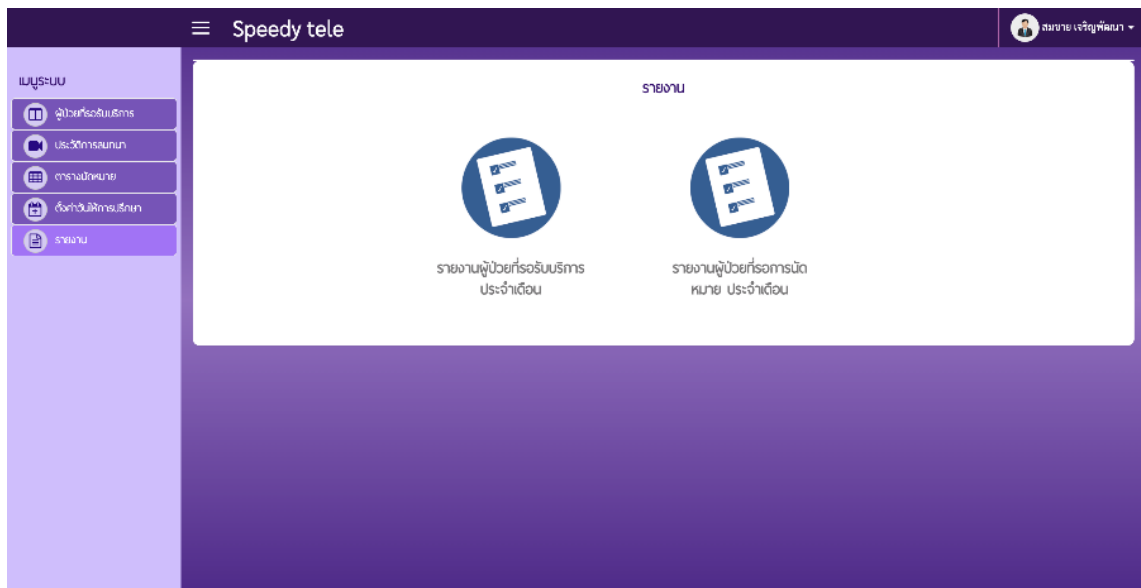 Speedy tele
สมชาย เจริญพัฒนา
เมนูระบบ
ผู้ป่วยที่รอรับบริการ
ประวัติการสนทนา
ตารางนัดหมาย
ตั้งค่าวันให้การปรึกษา
รายงาน
รายงาน
รายงานผู้ป่วยที่รอรับบริการ
ประจำเดือน
รายงานผู้ป่วยที่รอการนัด
หมาย ประจำเดือน